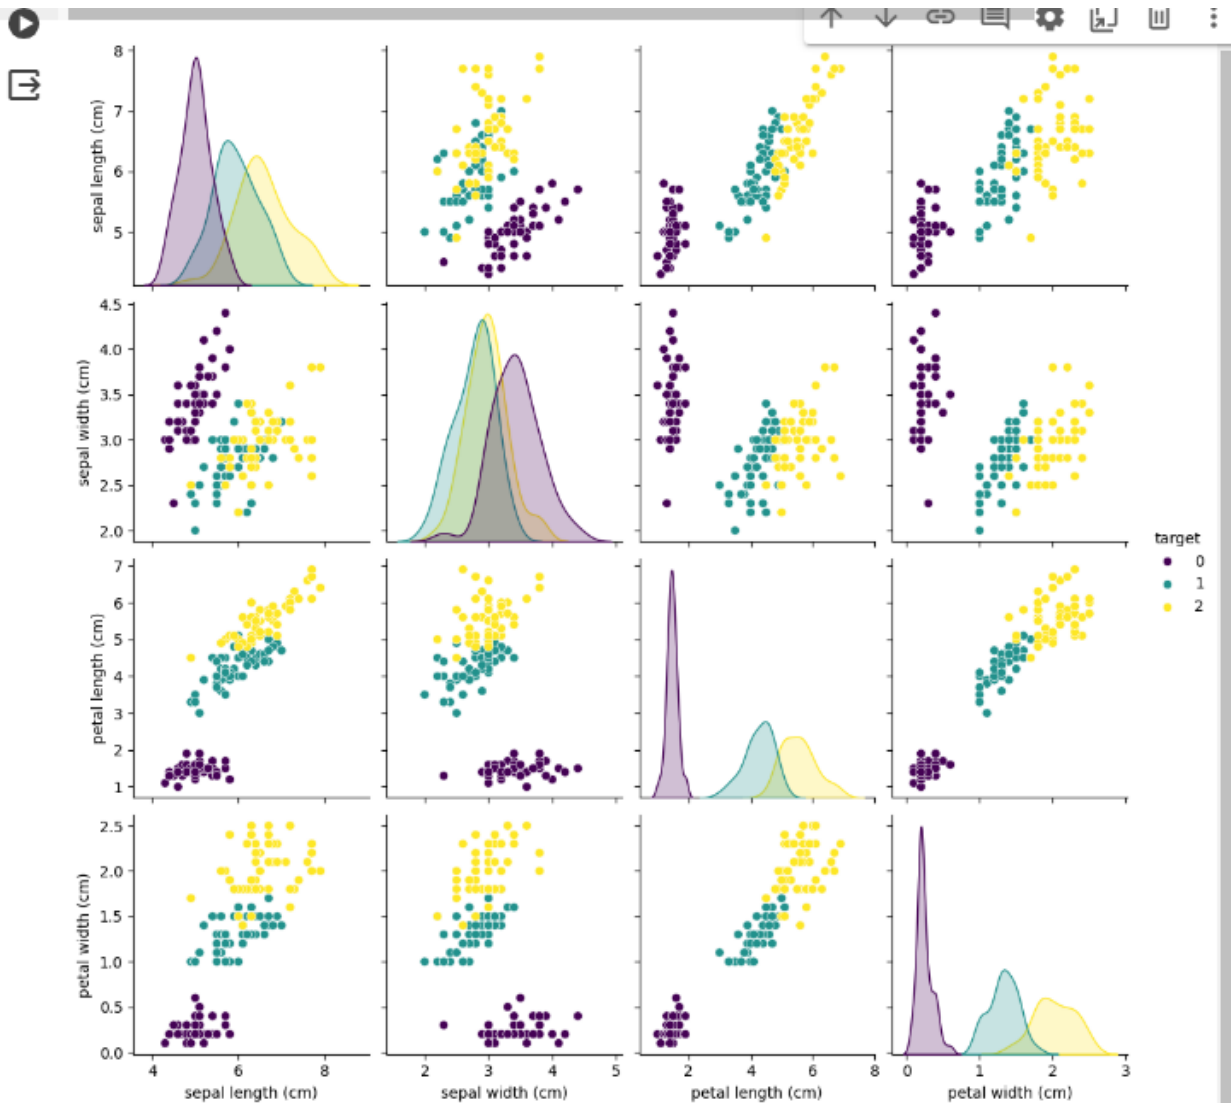 8
7
6
5
sepal length (cm)
4.5
4.0
3.5
3.0
2.5
2.0
sepal width (cm)
7
6
5
4
3
2
1
petal length (cm)
target
0
1
2
2.5
2.0
1.5
1.0
0.5
0.0
petal width (cm)
4 6 8
2 3 4 5
2 4 6 8
0 1 2 3
sepal length (cm)
sepal width (cm)
petal length (cm)
petal width (cm)